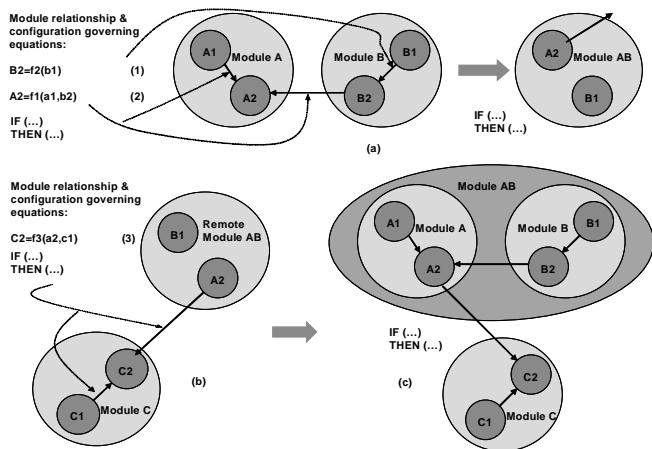 Module relationship &
configuration governing
equations:
B2=f2(b1) (1)
A2=f1(a1,b2) (2)
IF (...)
THEN (...)
A1
Module A
A2
Module B
B1
B2
(a)
A2
Module AB
B1
IF (...)
THEN (...)
Module relationship &
configuration governing
equations:
C2=f3(a2,c1) (3)
IF (...)
THEN (...)
B1
Remote
Module AB
A2
C2
C1
Module C
(b)
Module AB
A1
Module A
A2
Module B
B1
B2
IF (...)
THEN (...)
(c)
C2
C1
Module C